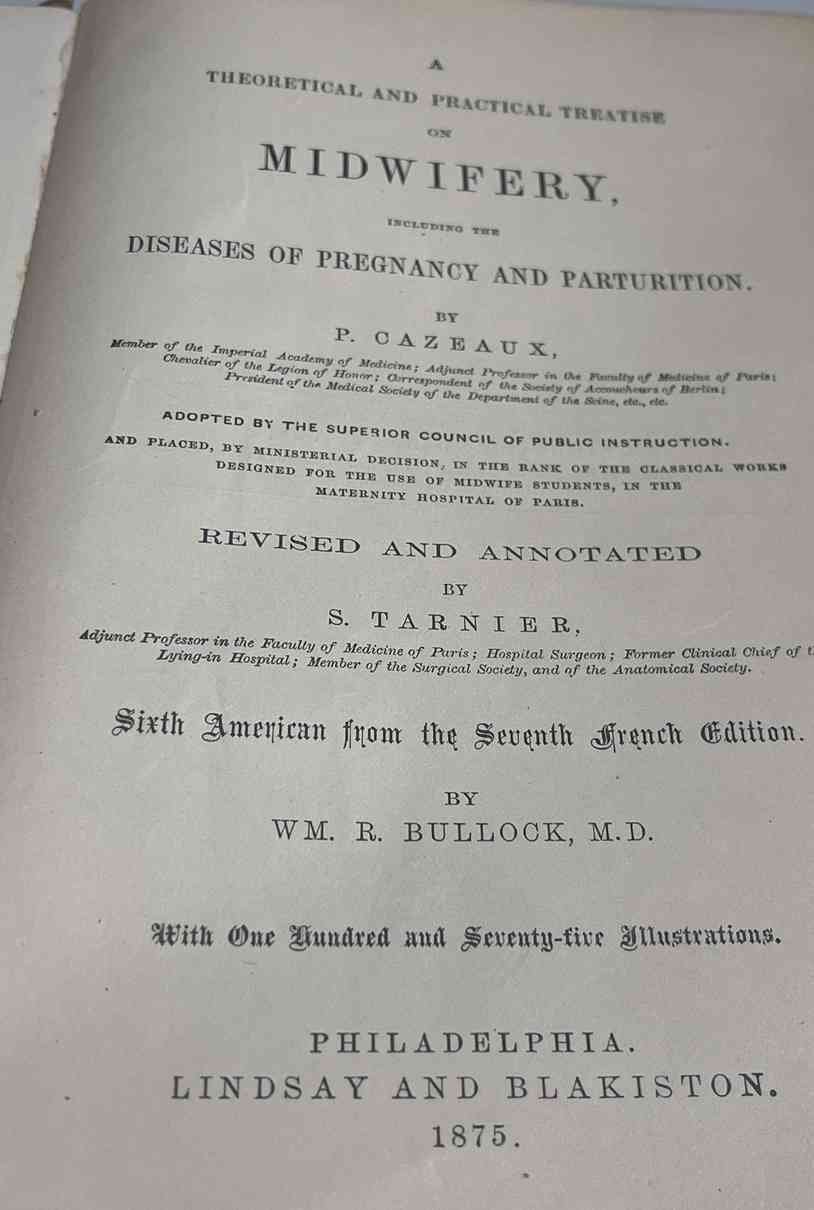 A
THEORETICAL AND PRACTICAL TREATISE
ON
MIDWIFERY,
INCLUDING THE
DISEASES OF PREGNANCY AND PARTURITION.
BY
P. CAZEAUX,
Member of the Imperial Academy of Medicine; Adjunct Professor in the Faculty of Medicine of Paris;
Chevalier of the Legion of Honor; Correspondent of the Society of Accoucheurs of Berlin;
President of the Medical Society of the Department of the Seine, etc., etc.
ADOPTED BY THE SUPERIOR COUNCIL OF PUBLIC INSTRUCTION.
AND PLACED, BY MINISTERIAL DECISION, IN THE RANK OF THE CLASSICAL WORKS
DESIGNED FOR THE USE OF MIDWIFE STUDENTS, IN THE
MATERNITY HOSPITAL OF PARIS.
REVISED AND ANNOTATED
BY
S. TARNIER,
Adjunct Professor in the Faculty of Medicine of Paris; Hospital Surgeon; Former Clinical Chief of
Lying-in Hospital; Member of the Surgical Society, and of the Anatomical Society.
Sixth American from the Seventh French Edition.
BY
WM. R. BULLOCK, M.D.
With One Hundred and Seventy-five Illustrations.
PHILADELPHIA.
LINDSAY AND BLAKISTON.
1875.